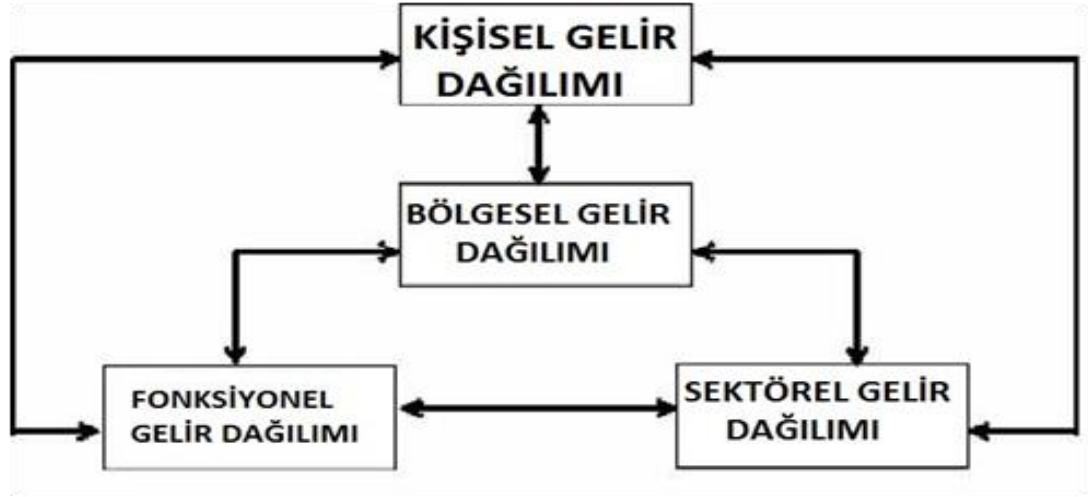 KİŞİSEL GELİR
DAĞILIMI
BÖLGESEL GELİR
DAĞILIMI
FONKSİYONEL
GELİR DAĞILIMI
SEKTÖREL GELİR
DAĞILIMI